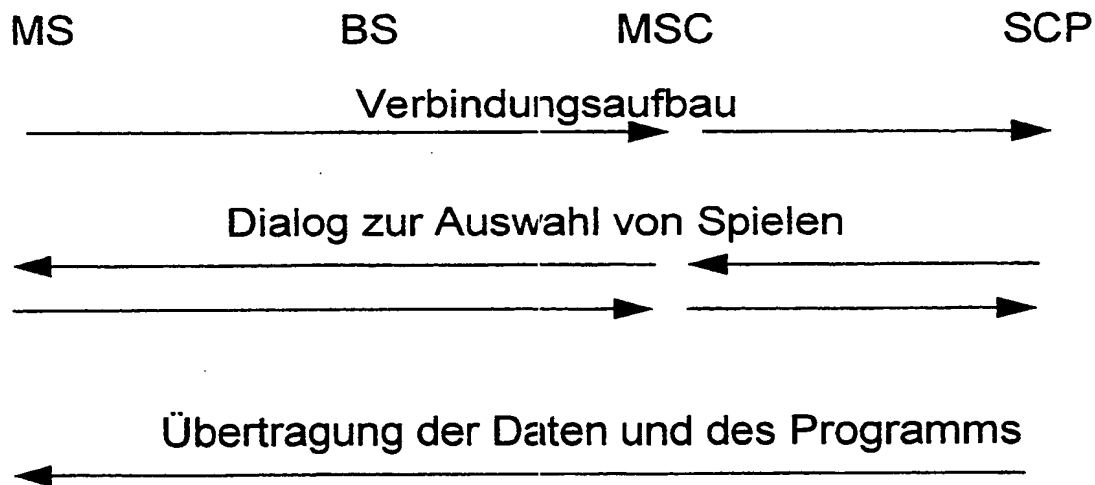 MS BS MSC SCP
Verbindungsaufbau
Dialog zur Auswahl von Spielen
Übertragung der Daten und des Programms